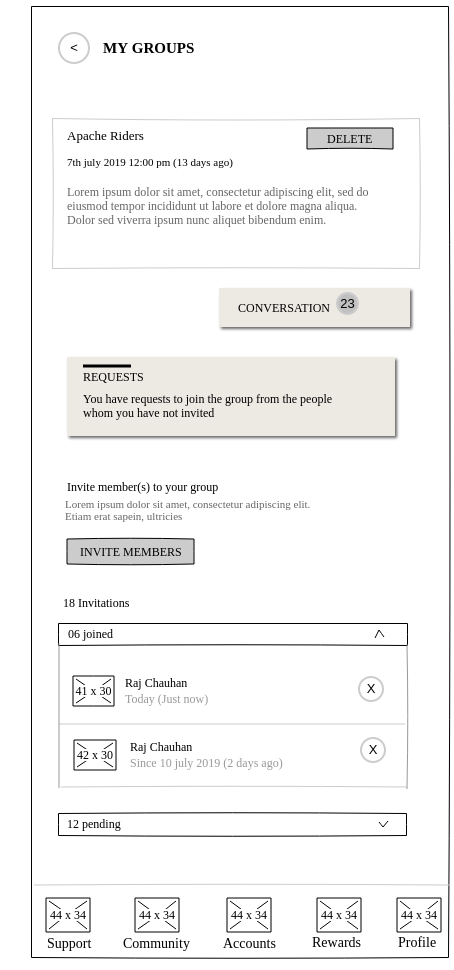 < MY GROUPS
Apache Riders DELETE
7th july 2019 12:00 pm (13 days ago)
Lorem ipsum dolor sit amet, consectetur adipiscing elit, sed do
eiusmod tempor incididunt ut labore et dolore magna aliqua.
Dolor sed viverra ipsum nunc aliquet bibendum enim.
CONVERSATION 23
REQUESTS
You have requests to join the group from the people
whom you have not invited
Invite member(s) to your group
Lorem ipsum dolor sit amet, consectetur adipiscing elit.
Etiam erat sapein, ultricies
INVITE MEMBERS
18 Invitations
06 joined
41 x 30 Raj Chauhan X
Today (Just now)
42 x 30 Raj Chauhan X
Since 10 july 2019 (2 days ago)
12 pending
44 x 34 44 x 34 44 x 34 44 x 34 44 x 34
Support Community Accounts Rewards Profile